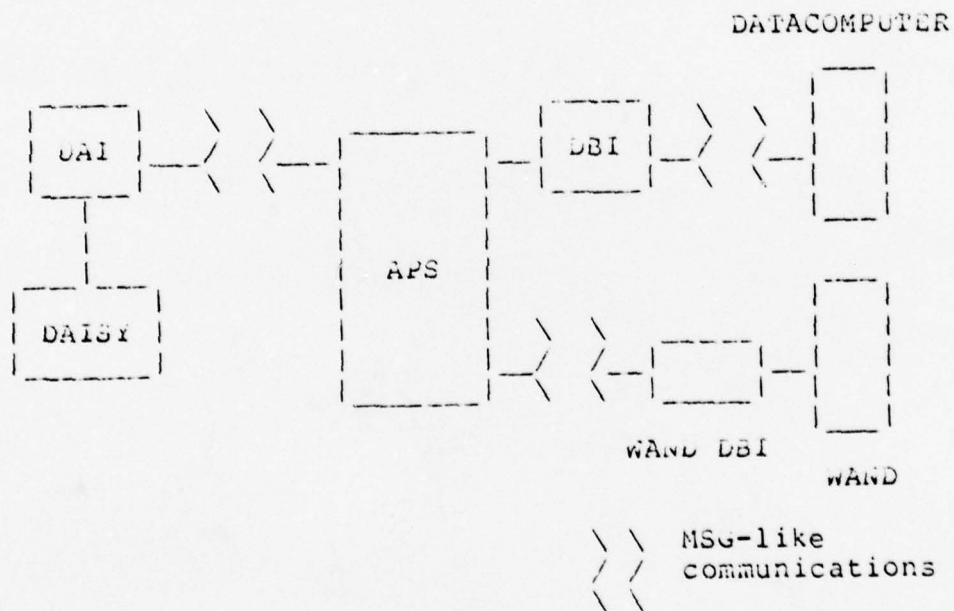 DATACOMPUTER
UAI
DBI
APS
DAISY
WAND DBI
WAND
MSG-like
communications